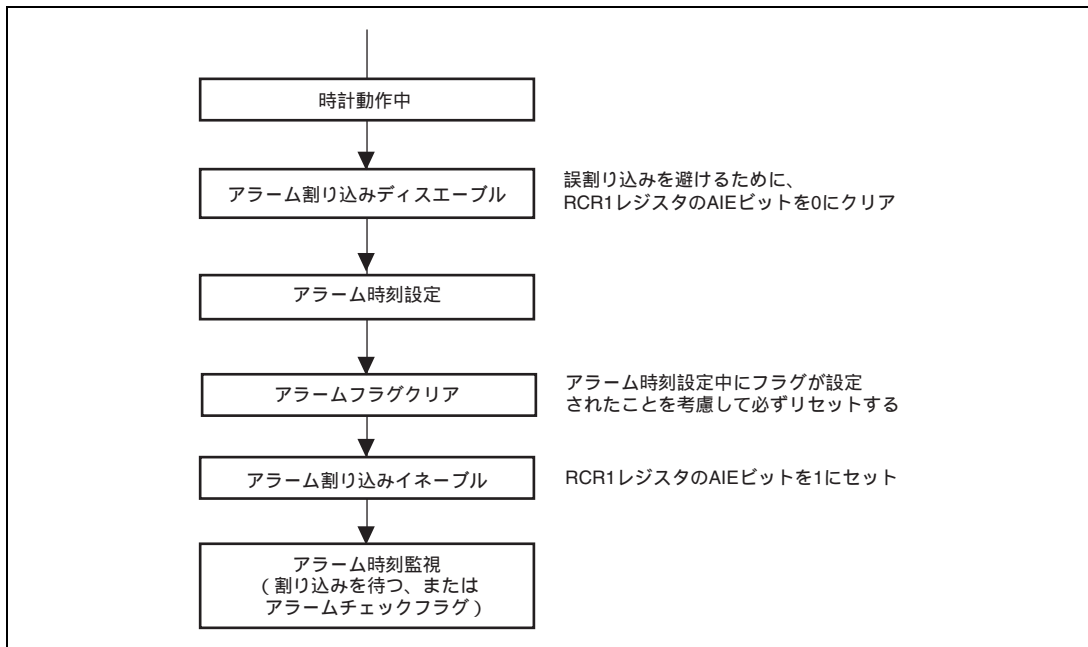 時計動作中
アラーム割り込みディスエーブル
誤割り込みを避けるために、
RCR1レジスタのAIEビットを0にクリア
アラーム時刻設定
アラームフラグクリア
アラーム時刻設定中にフラグが設定
されたことを考慮して必ずリセットする
アラーム割り込みイネーブル
RCR1レジスタのAIEビットを1にセット
アラーム時刻監視
（割り込みを待つ、または
アラームチェックフラグ）